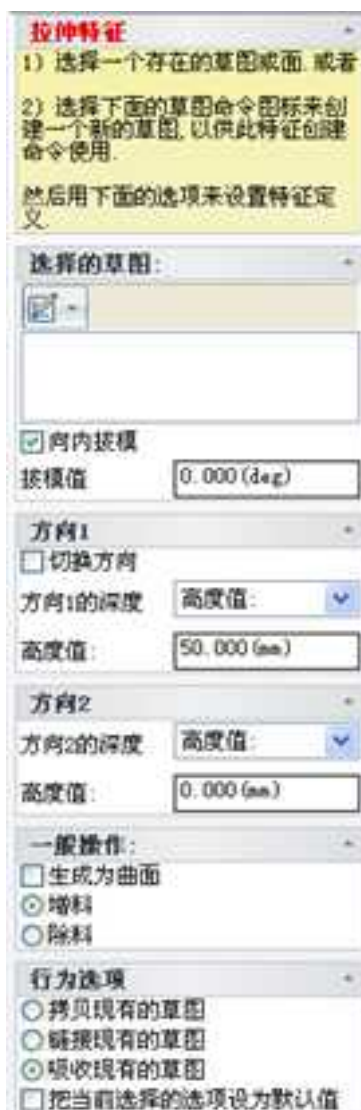 拉伸特征
1) 选择一个存在的草图或面. 或者
2) 选择下面的草图命令图标来创
建一个新的草图, 以供此特征创建
命令使用.
然后用下面的选项来设置特征定
义.
选择的草图:
向内拔模
拔模值 0.000(deg)
方向1
切换方向
方向1的深度 高度值:
高度值: 50.000(mm)
方向2
方向2的深度 高度值:
高度值: 0.000(mm)
一般操作:
生成为曲面
增料
除料
行为选项
拷贝现有的草图
链接现有的草图
吸收现有的草图
把当前选择的选项设为默认值